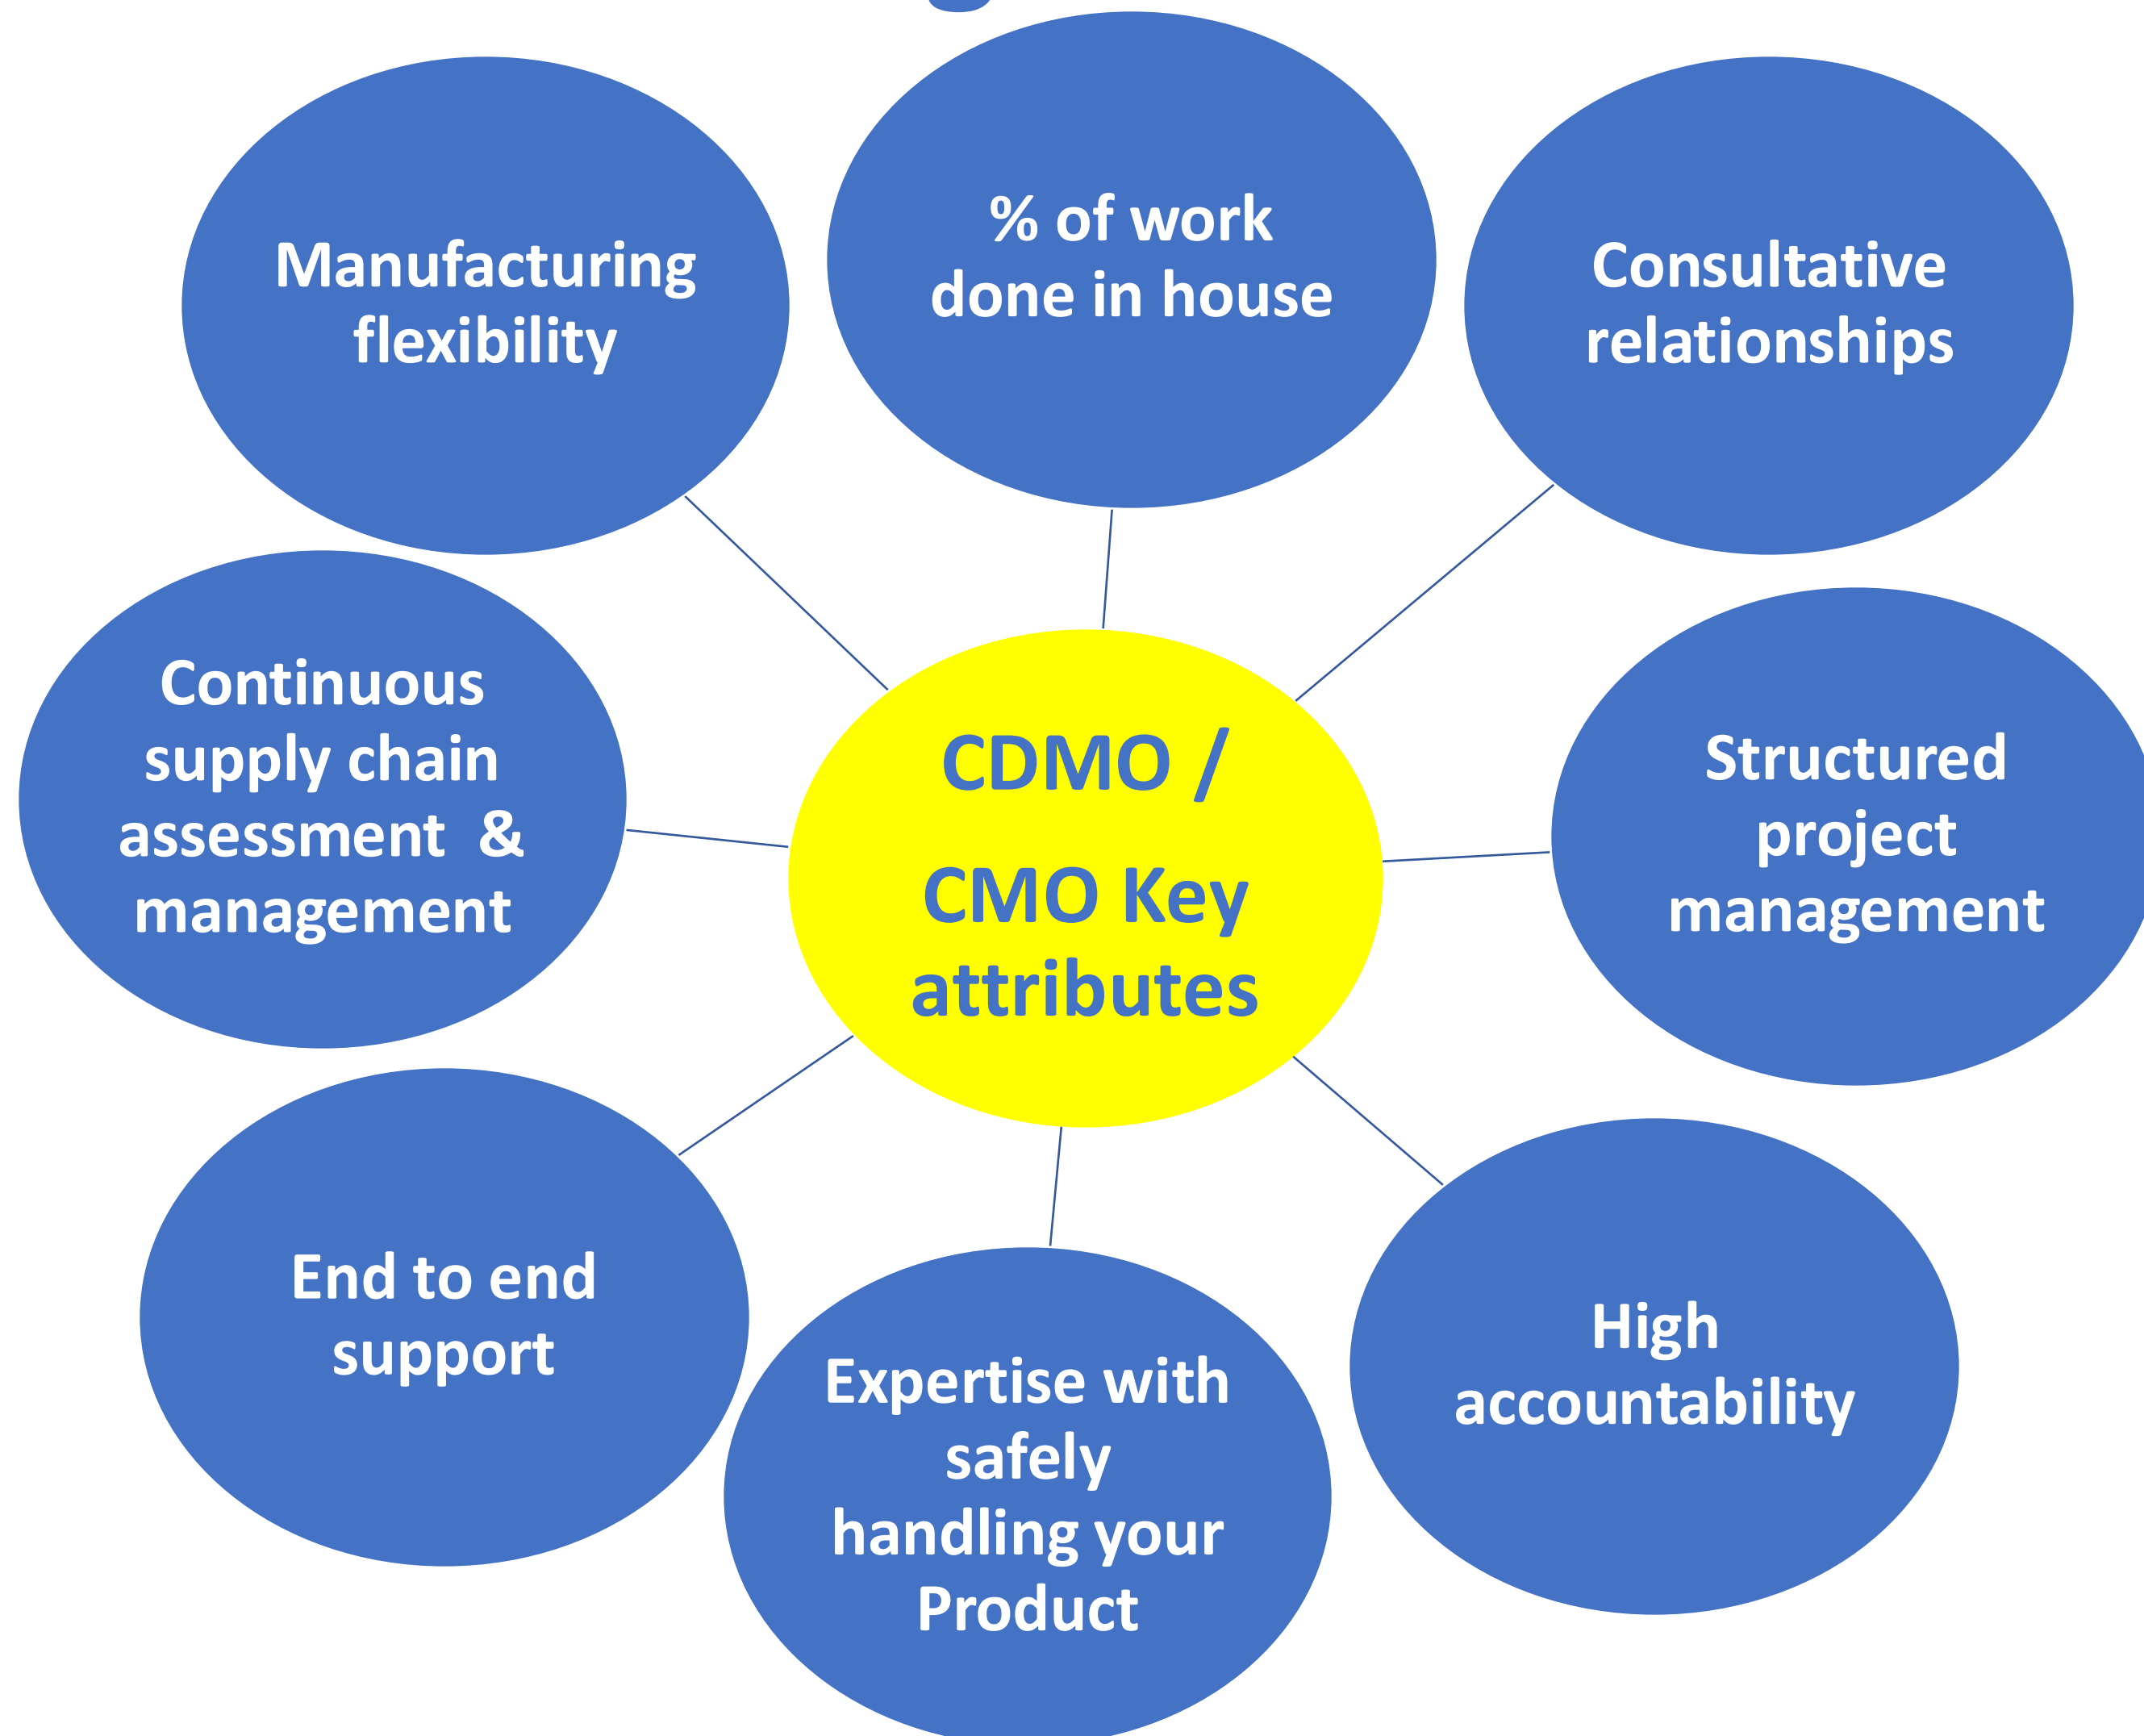 % of work
done in house
Manufacturing
flexibility
Consultative
relationships
Continuous
supply chain
assessment  &
management
CDMO /
CMO Key
attributes
Structured
project
management
End to end
support
Expertise with
safely
handling your
Product
High
accountability